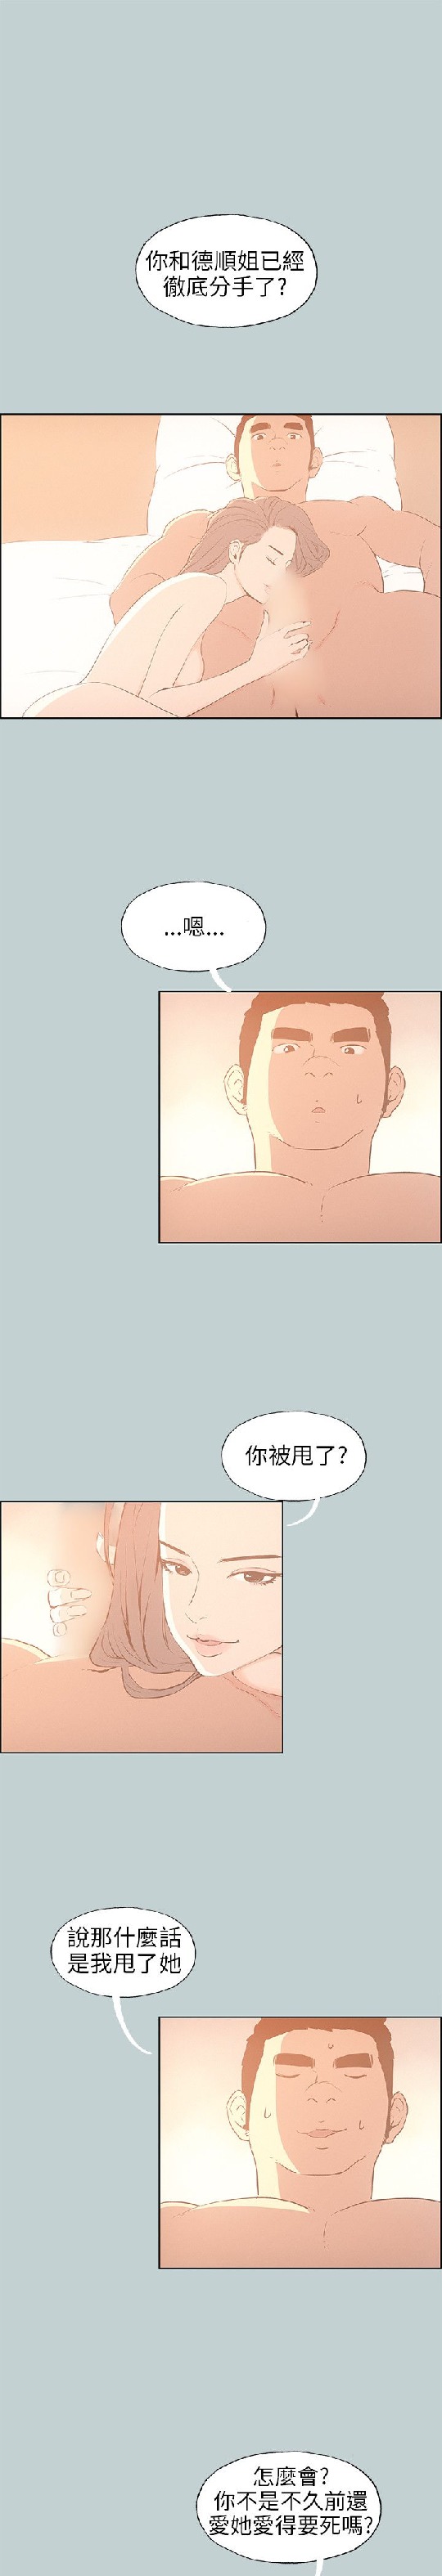 你和德順姐已經
徹底分手了?
...嗯...
你被甩了?
說那什麼話
是我甩了她
怎麼會?
你不是不久前還
愛她愛得要死嗎?